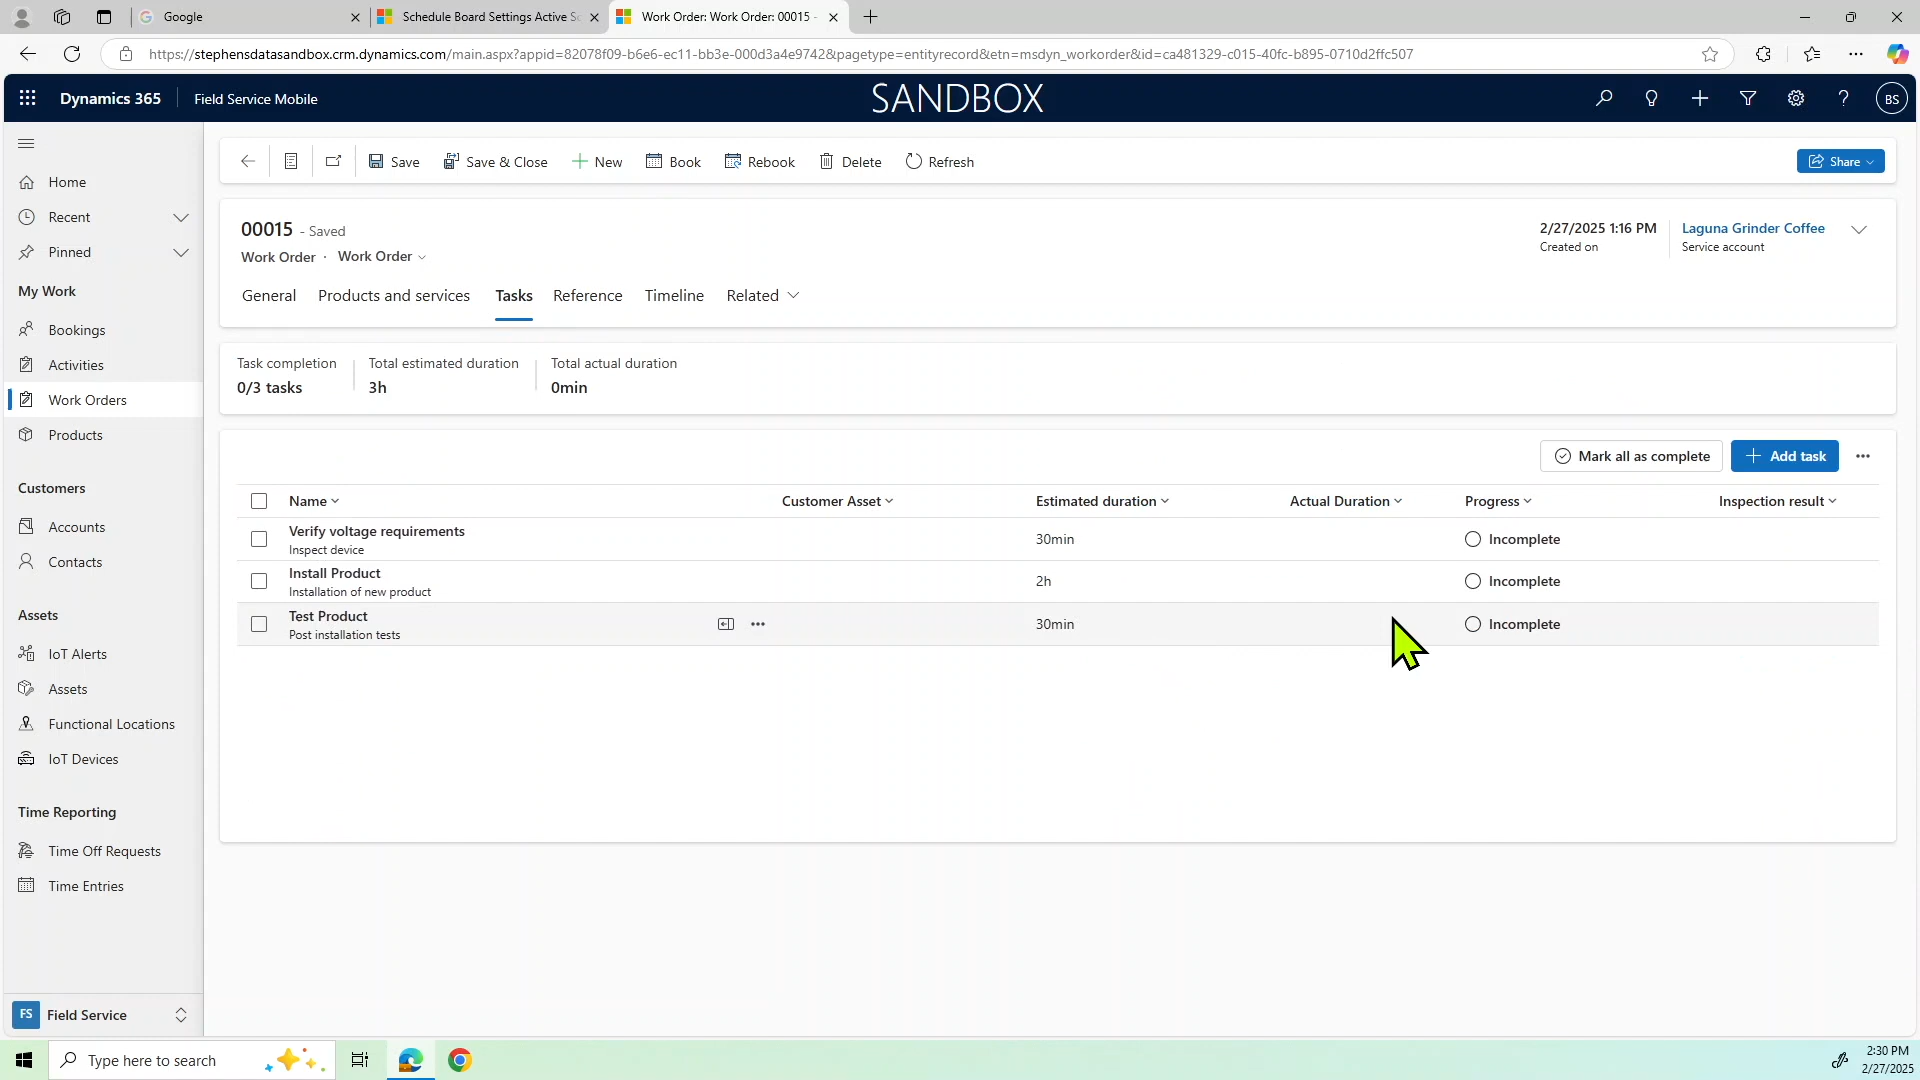 Google
Schedule Board Settings Active Sc
Work Order: Work Order: 00015 -
https://stephensdatasandbox.crm.dynamics.com/main.aspx?appid=82078f09-b6e6-ec11-bb3e-000d3a4e9742&pagetype=entityrecord&etn=msdyn_workorder&id=ca481329-c015-40fc-b895-0710d2ffc507
Dynamics 365
Field Service Mobile
SANDBOX
BS
Save
Save & Close
New
Book
Rebook
Delete
Refresh
Share
Home
Recent
Pinned
My Work
Bookings
Activities
Work Orders
Products
Customers
Accounts
Contacts
Assets
IoT Alerts
Assets
Functional Locations
IoT Devices
Time Reporting
Time Off Requests
Time Entries
FS Field Service
00015 - Saved
Work Order · Work Order
2/27/2025 1:16 PM
Created on
Laguna Grinder Coffee
Service account
General Products and services Tasks Reference Timeline Related
Task completion
0/3 tasks
Total estimated duration
3h
Total actual duration
0min
Mark all as complete
Add task
Name Customer Asset Estimated duration Actual Duration Progress Inspection result
Verify voltage requirements
Inspect device
30min
Incomplete
Install Product
Installation of new product
2h
Incomplete
Test Product
Post installation tests
30min
Incomplete
Type here to search
2:30 PM
2/27/2025